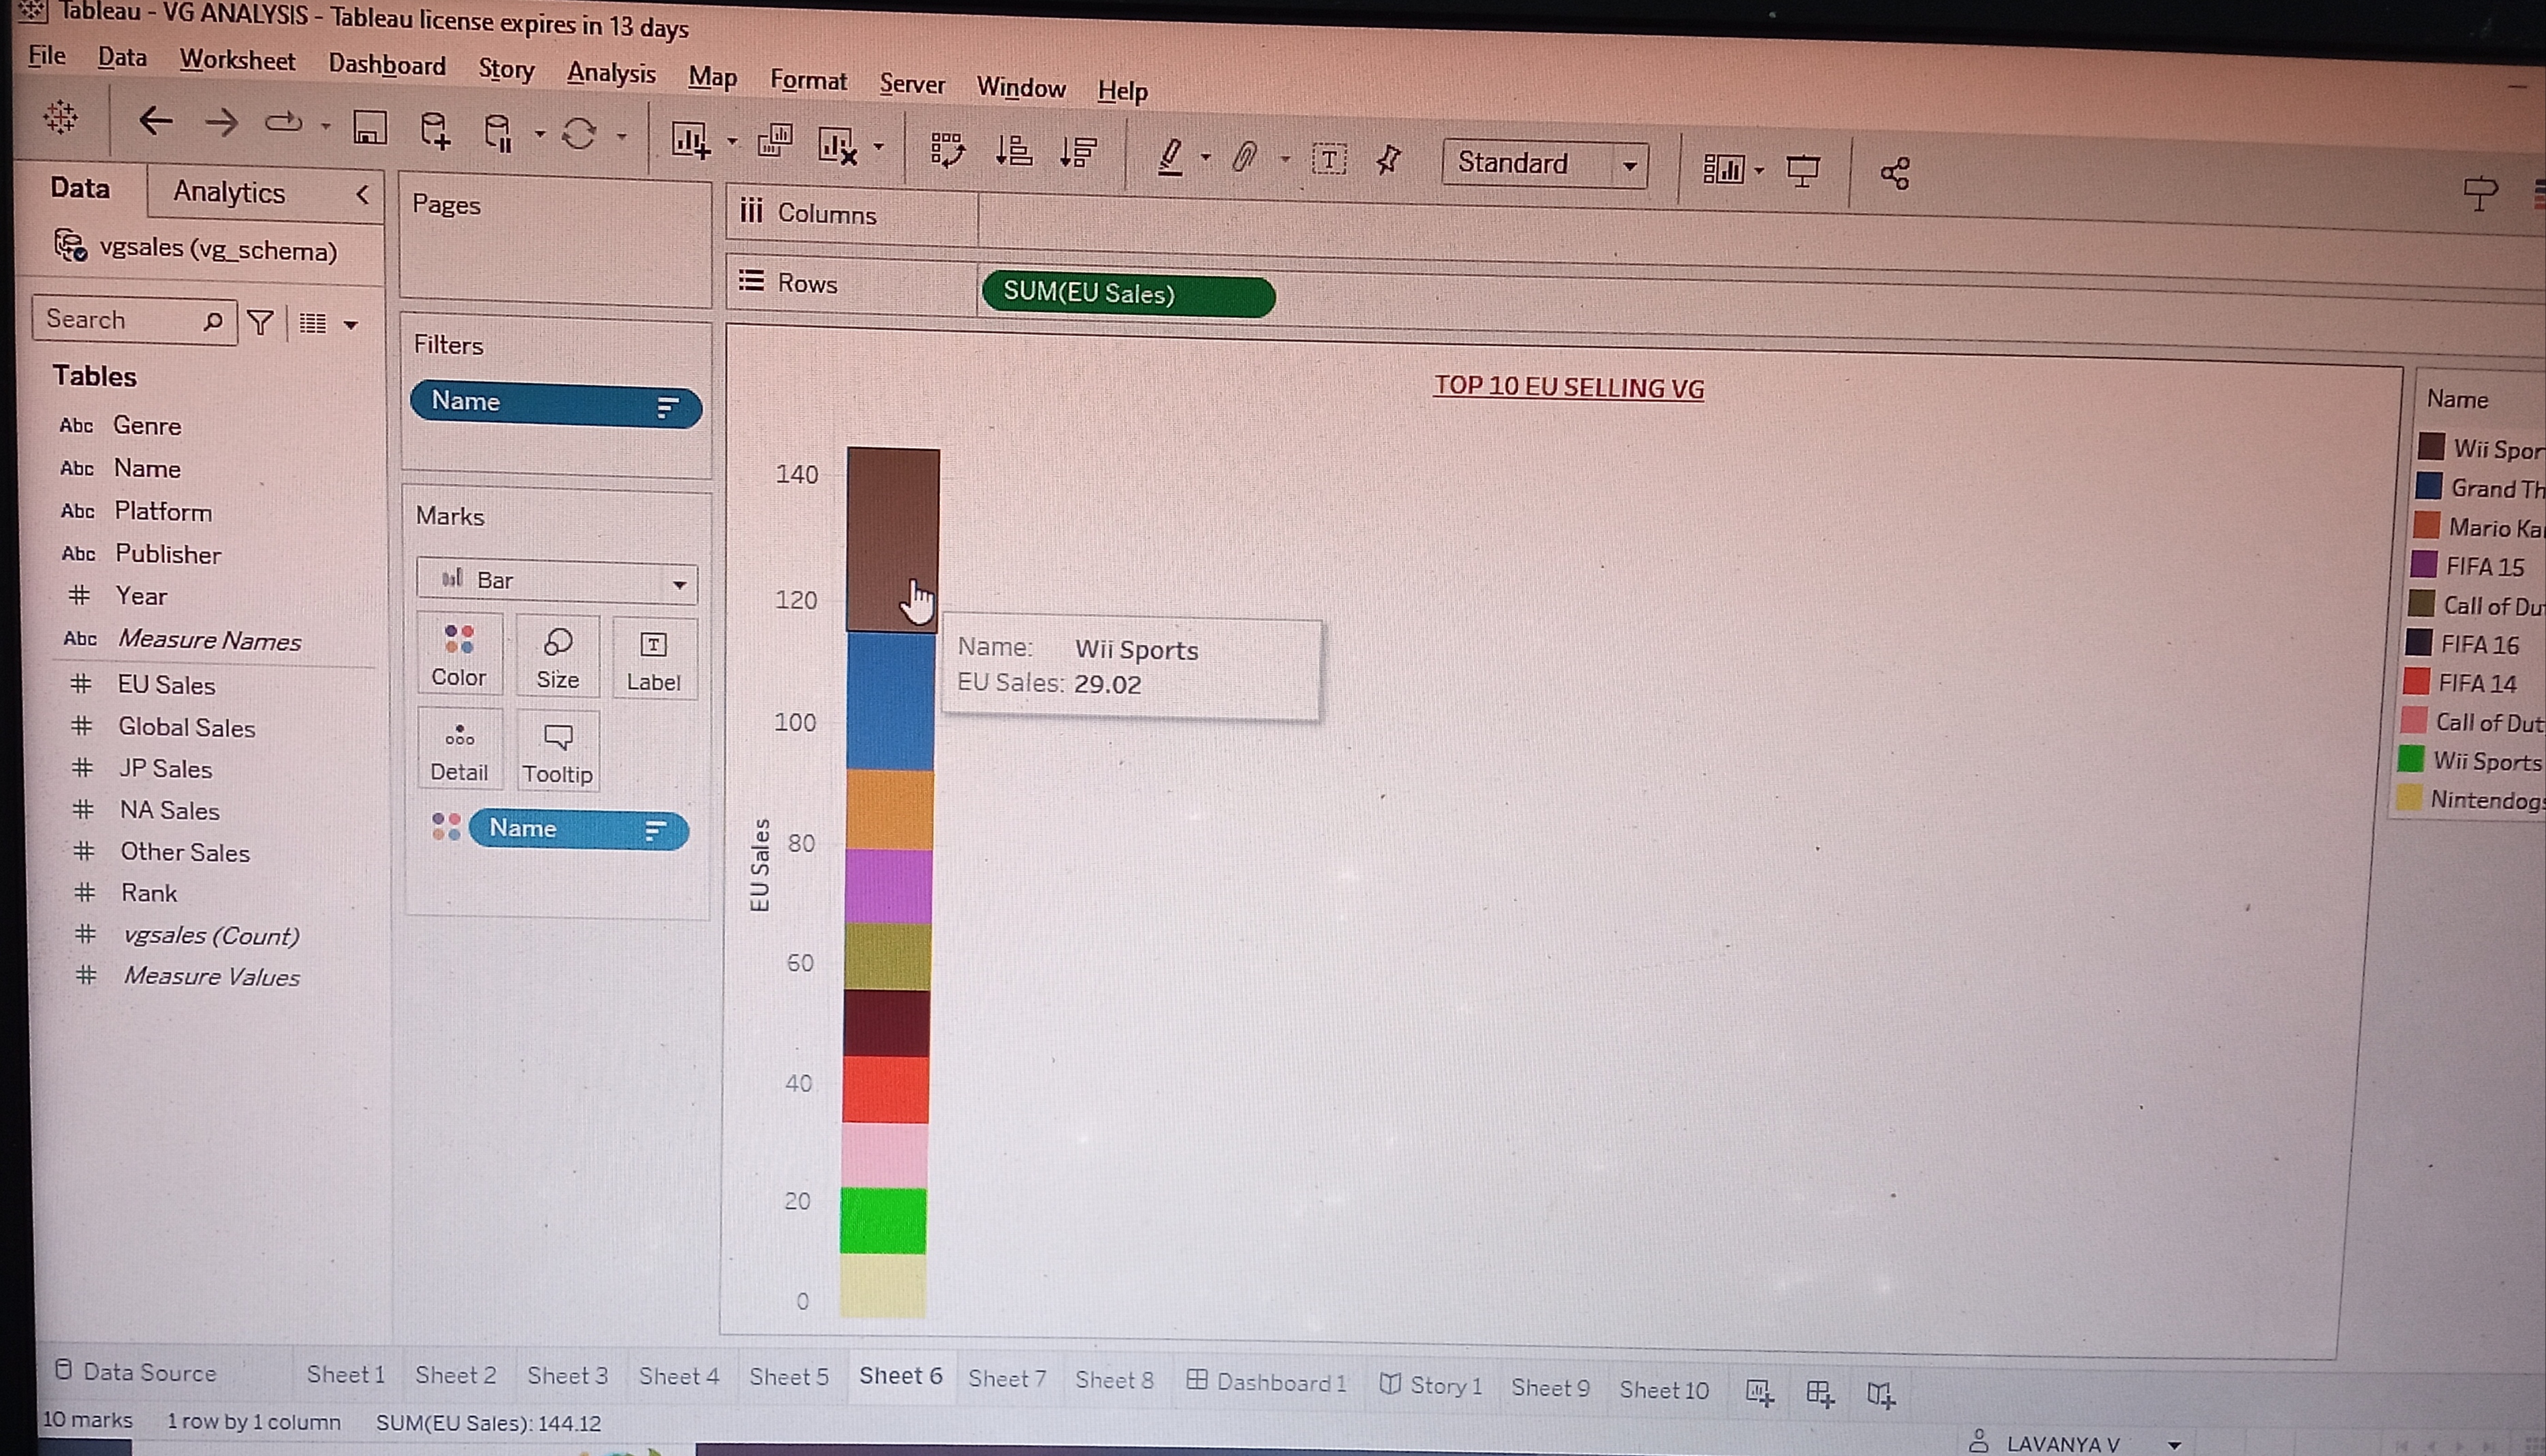 Tableau - VG ANALYSIS - Tableau license expires in 13 days
File Data Worksheet Dashboard Story Analysis Map Format Server Window Help
Standard
Data Analytics
vgsales (vg_schema)
Search
Tables
Abc Genre
Abc Name
Abc Platform
Abc Publisher
# Year
Abc Measure Names
# EU Sales
# Global Sales
# JP Sales
# NA Sales
# Other Sales
# Rank
# vgsales (Count)
# Measure Values
Pages
Filters
Name
Marks
Bar
Color Size Label
Detail Tooltip
Name
Columns
Rows SUM(EU Sales)
TOP 10 EU SELLING VG
EU Sales
140
120
100
80
60
40
20
0
Name: Wii Sports
EU Sales: 29.02
Name
Wii Spor
Grand Th
Mario Ka
FIFA 15
Call of Du
FIFA 16
FIFA 14
Call of Dut
Wii Sports
Nintendog
Data Source Sheet 1 Sheet 2 Sheet 3 Sheet 4 Sheet 5 Sheet 6 Sheet 7 Sheet 8 Dashboard 1 Story 1 Sheet 9 Sheet 10
10 marks 1 row by 1 column SUM(EU Sales): 144.12
LAVANYA V